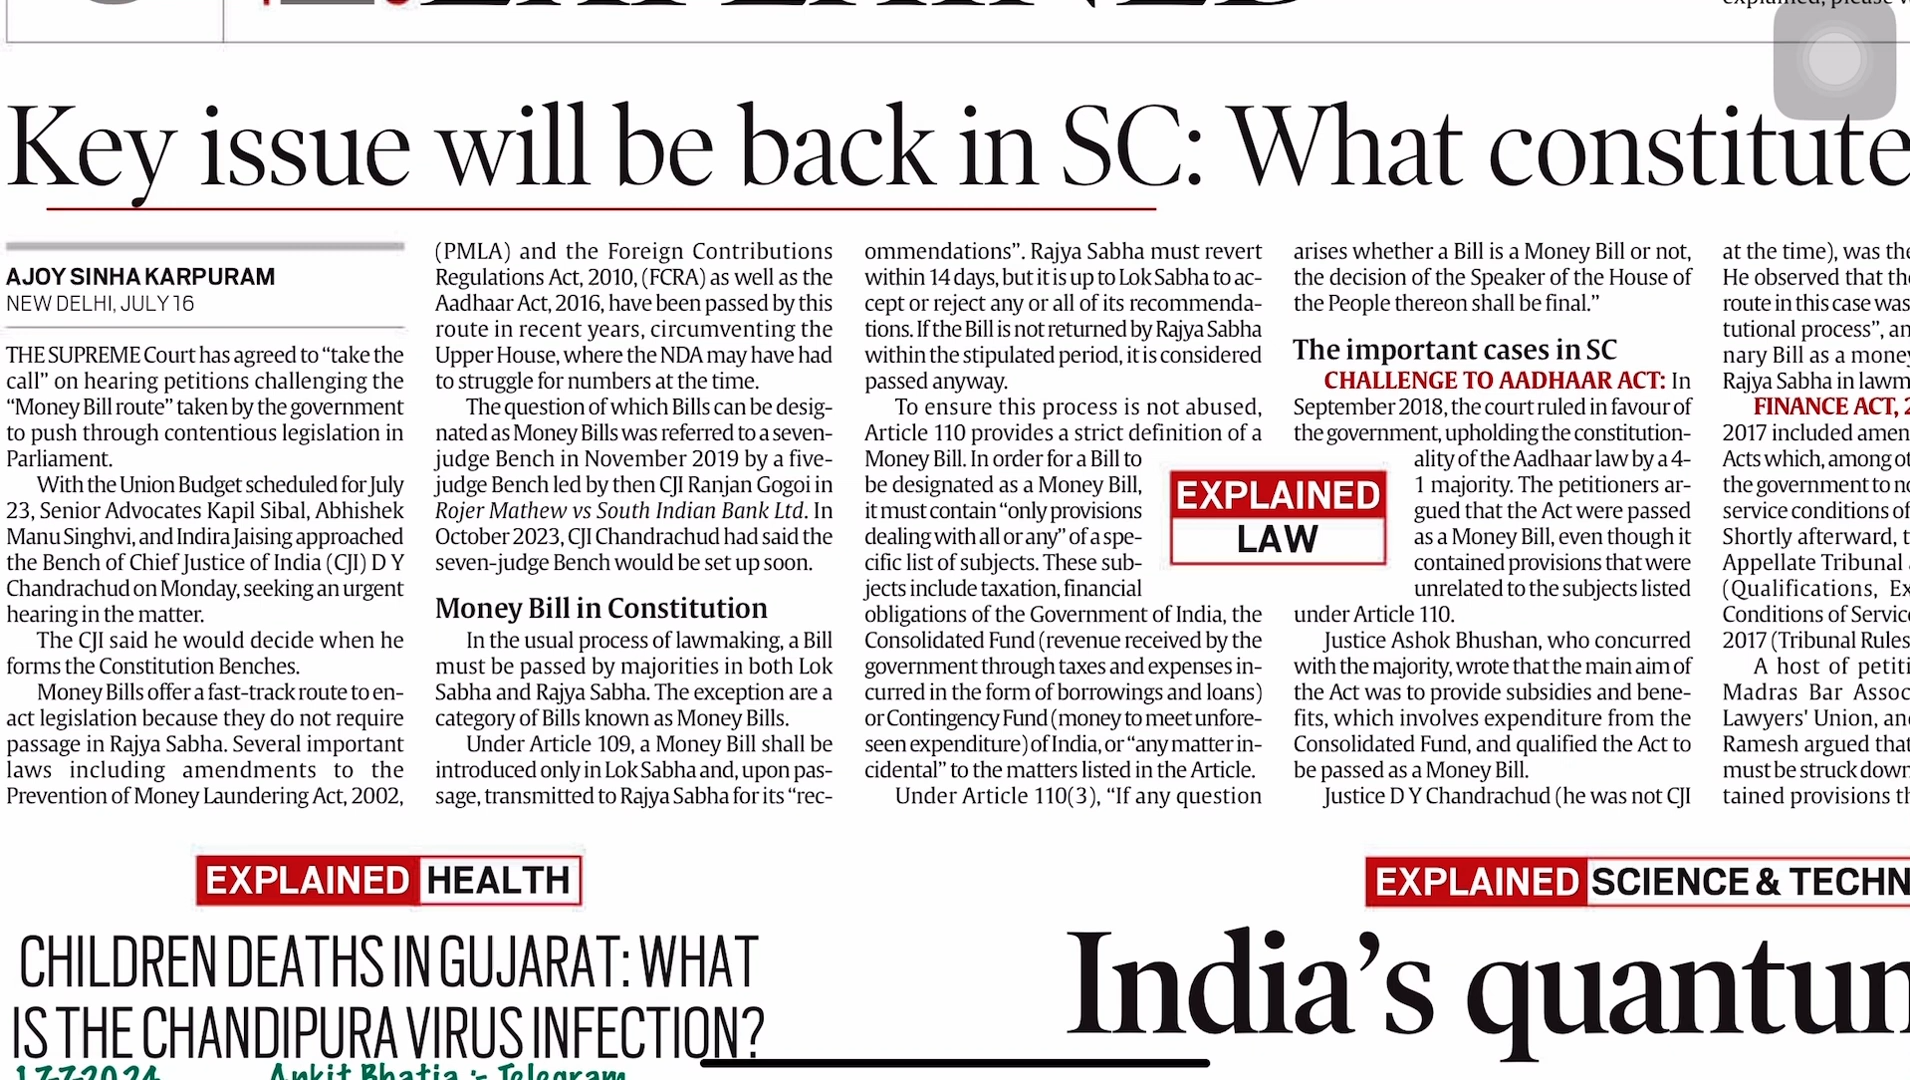 EXPLAINED
Key issue will be back in SC: What constitute
AJOY SINHA KARPURAM
NEW DELHI, JULY 16
THE SUPREME Court has agreed to “take the
call” on hearing petitions challenging the
“Money Bill route” taken by the government
to push through contentious legislation in
Parliament.
With the Union Budget scheduled for July
23, Senior Advocates Kapil Sibal, Abhishek
Manu Singhvi, and Indira Jaising approached
the Bench of Chief Justice of India (CJI) D Y
Chandrachud on Monday, seeking an urgent
hearing in the matter.
The CJI said he would decide when he
forms the Constitution Benches.
Money Bills offer a fast-track route to en-
act legislation because they do not require
passage in Rajya Sabha. Several important
laws including amendments to the
Prevention of Money Laundering Act, 2002,
(PMLA) and the Foreign Contributions
Regulations Act, 2010, (FCRA) as well as the
Aadhaar Act, 2016, have been passed by this
route in recent years, circumventing the
Upper House, where the NDA may have had
to struggle for numbers at the time.
The question of which Bills can be desig-
nated as Money Bills was referred to a seven-
judge Bench in November 2019 by a five-
judge Bench led by then CJI Ranjan Gogoi in
Rojer Mathew vs South Indian Bank Ltd. In
October 2023, CJI Chandrachud had said the
seven-judge Bench would be set up soon.
Money Bill in Constitution
In the usual process of lawmaking, a Bill
must be passed by majorities in both Lok
Sabha and Rajya Sabha. The exception are a
category of Bills known as Money Bills.
Under Article 109, a Money Bill shall be
introduced only in Lok Sabha and, upon pas-
sage, transmitted to Rajya Sabha for its “rec-
ommendations”. Rajya Sabha must revert
within 14 days, but it is up to Lok Sabha to ac-
cept or reject any or all of its recommenda-
tions. If the Bill is not returned by Rajya Sabha
within the stipulated period, it is considered
passed anyway.
To ensure this process is not abused,
Article 110 provides a strict definition of a
Money Bill. In order for a Bill to
be designated as a Money Bill,
it must contain “only provisions
dealing with all or any” of a spe-
cific list of subjects. These sub-
jects include taxation, financial
obligations of the Government of India, the
Consolidated Fund (revenue received by the
government through taxes and expenses in-
curred in the form of borrowings and loans)
or Contingency Fund (money to meet unfore-
seen expenditure) of India, or “any matter in-
cidental” to the matters listed in the Article.
Under Article 110(3), “If any question
EXPLAINED
LAW
arises whether a Bill is a Money Bill or not,
the decision of the Speaker of the House of
the People thereon shall be final.”
The important cases in SC
CHALLENGE TO AADHAAR ACT: In
September 2018, the court ruled in favour of
the government, upholding the constitution-
ality of the Aadhaar law by a 4-
1 majority. The petitioners ar-
gued that the Act were passed
as a Money Bill, even though it
contained provisions that were
unrelated to the subjects listed
under Article 110.
Justice Ashok Bhushan, who concurred
with the majority, wrote that the main aim of
the Act was to provide subsidies and bene-
fits, which involves expenditure from the
Consolidated Fund, and qualified the Act to
be passed as a Money Bill.
Justice D Y Chandrachud (he was not CJI
at the time), was the
He observed that the
route in this case was
tutional process”, an
nary Bill as a money
Rajya Sabha in lawm
FINANCE ACT, 2
2017 included amen
Acts which, among ot
the government to no
service conditions of
Shortly afterward, t
Appellate Tribunal
(Qualifications, Ex
Conditions of Service
2017 (Tribunal Rules
A host of petiti
Madras Bar Assoc
Lawyers' Union, and
Ramesh argued that
must be struck down
tained provisions th
EXPLAINED HEALTH
CHILDREN DEATHS IN GUJARAT: WHAT
IS THE CHANDIPURA VIRUS INFECTION?
EXPLAINED SCIENCE & TECHN
India’s quantum
17-7-2024 Ankit Bhatia :- Telegram